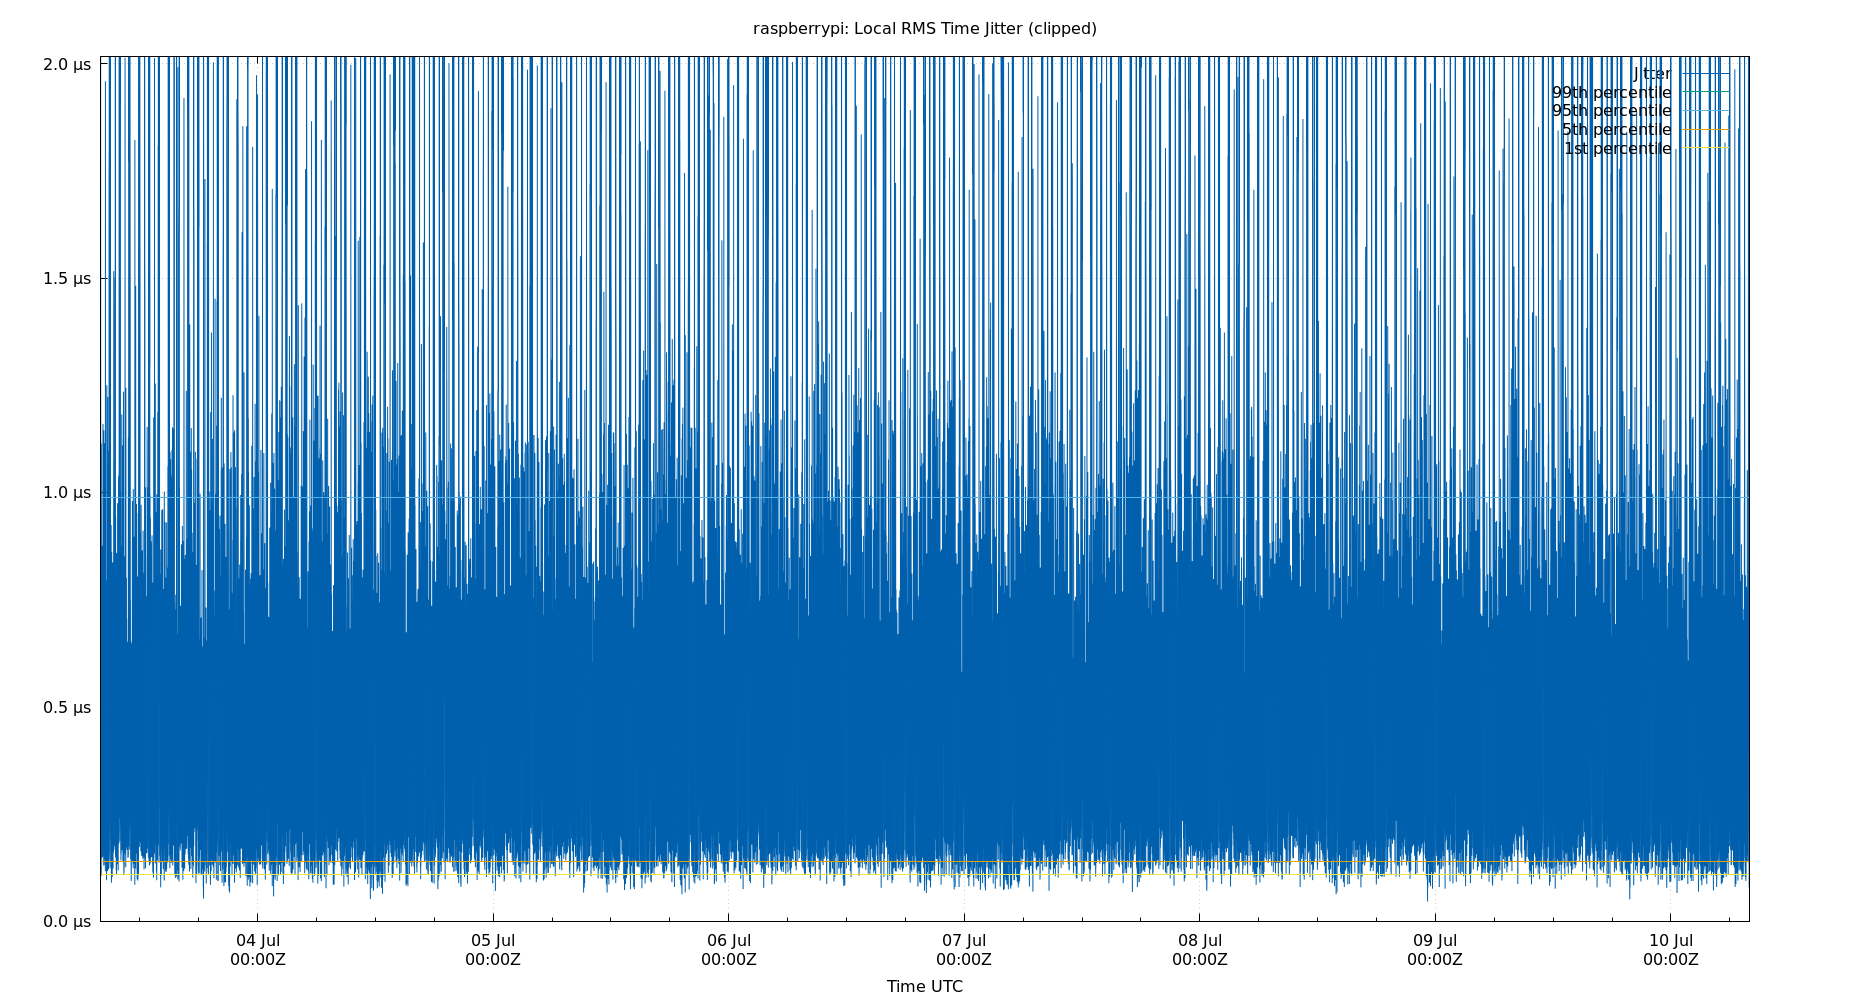 raspberrypi: Local RMS Time Jitter (clipped)
2.0 µs
1.5 µs
1.0 µs
0.5 µs
0.0 µs
Jitter
99th percentile
95th percentile
5th percentile
1st percentile
04 Jul
00:00Z
05 Jul
00:00Z
06 Jul
00:00Z
07 Jul
00:00Z
08 Jul
00:00Z
09 Jul
00:00Z
10 Jul
00:00Z
Time UTC